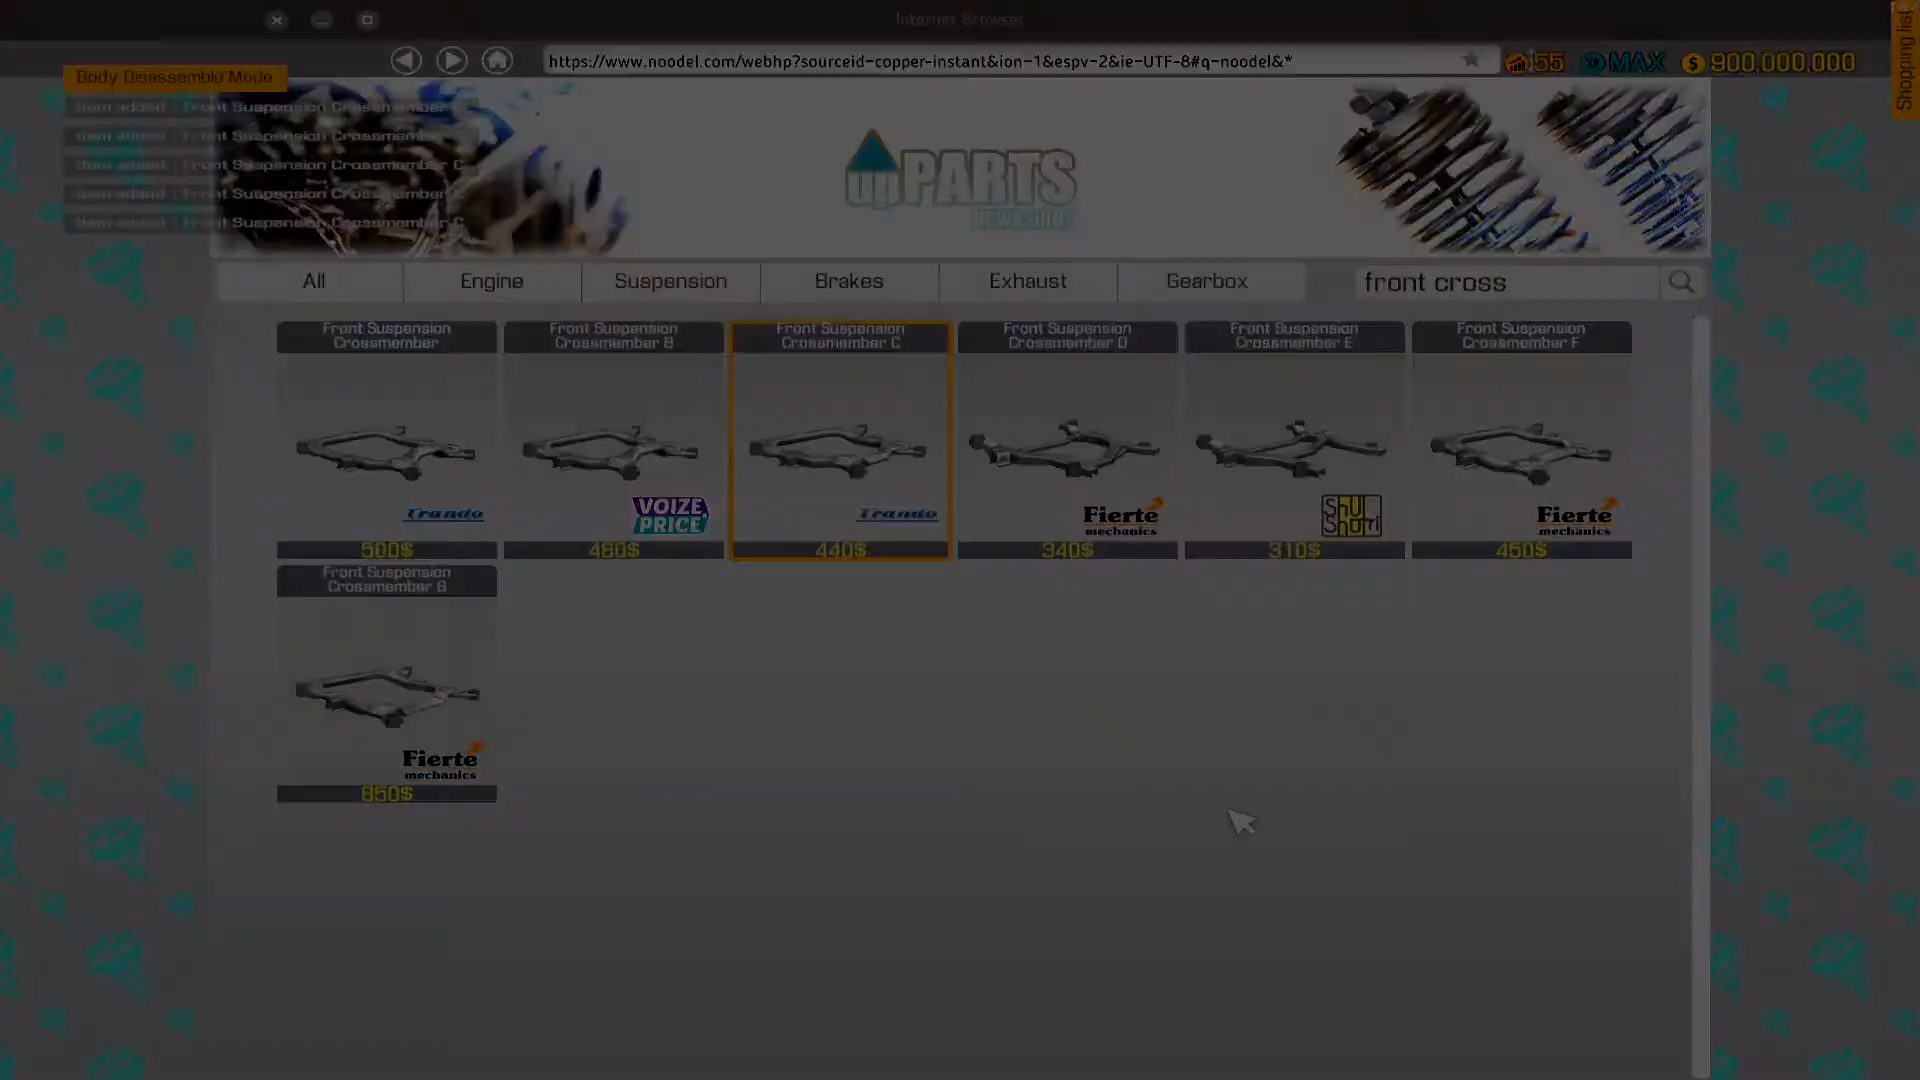 Internet Browser
https://www.noodel.com/webhp?sourceid-copper-instant&ion-1&espv-2&ie-UTF-8#q-noodel&*
55
MAX
$ 900.000.000
Shopping list
Body Disassemble Mode
Item added : Front Suspension Crossmember
Item added : Front Suspension Crossmember
Item added : Front Suspension Crossmember C
Item added : Front Suspension Crossmember
Item added : Front Suspension Crossmember C
upPARTS
All
Engine
Suspension
Brakes
Exhaust
Gearbox
front cross
Front Suspension
Crossmember
Trando
500$
Front Suspension
Crossmember B
VOIZE
PRICE
480$
Front Suspension
Crossmember C
Trando
440$
Front Suspension
Crossmember D
Fierte
mechanics
340$
Front Suspension
Crossmember E
Shul
Shorri
310$
Front Suspension
Crossmember F
Fierte
mechanics
450$
Front Suspension
Crossmember G
Fierte
mechanics
850$